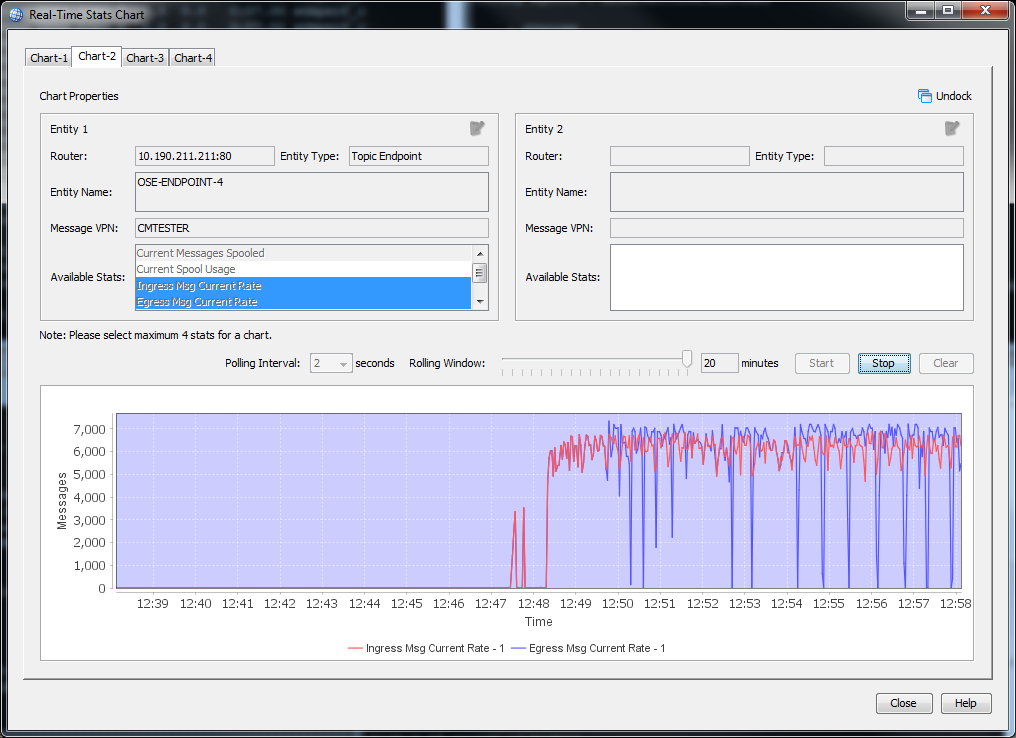 Real-Time Stats Chart
Chart-1 Chart-2 Chart-3 Chart-4
Chart Properties Undock
Entity 1
Router: 10.190.211.211:80 Entity Type: Topic Endpoint
Entity Name: OSE-ENDPOINT-4
Message VPN: CMTESTER
Available Stats: Current Messages Spooled
Current Spool Usage
Ingress Msg Current Rate
Egress Msg Current Rate
Entity 2
Router: Entity Type:
Entity Name:
Message VPN:
Available Stats:
Note: Please select maximum 4 stats for a chart.
Polling Interval: 2 seconds Rolling Window: 20 minutes Start Stop Clear
Messages
7,000
6,000
5,000
4,000
3,000
2,000
1,000
0
12:39 12:40 12:41 12:42 12:43 12:44 12:45 12:46 12:47 12:48 12:49 12:50 12:51 12:52 12:53 12:54 12:55 12:56 12:57 12:58
Time
Ingress Msg Current Rate - 1 Egress Msg Current Rate - 1
Close Help